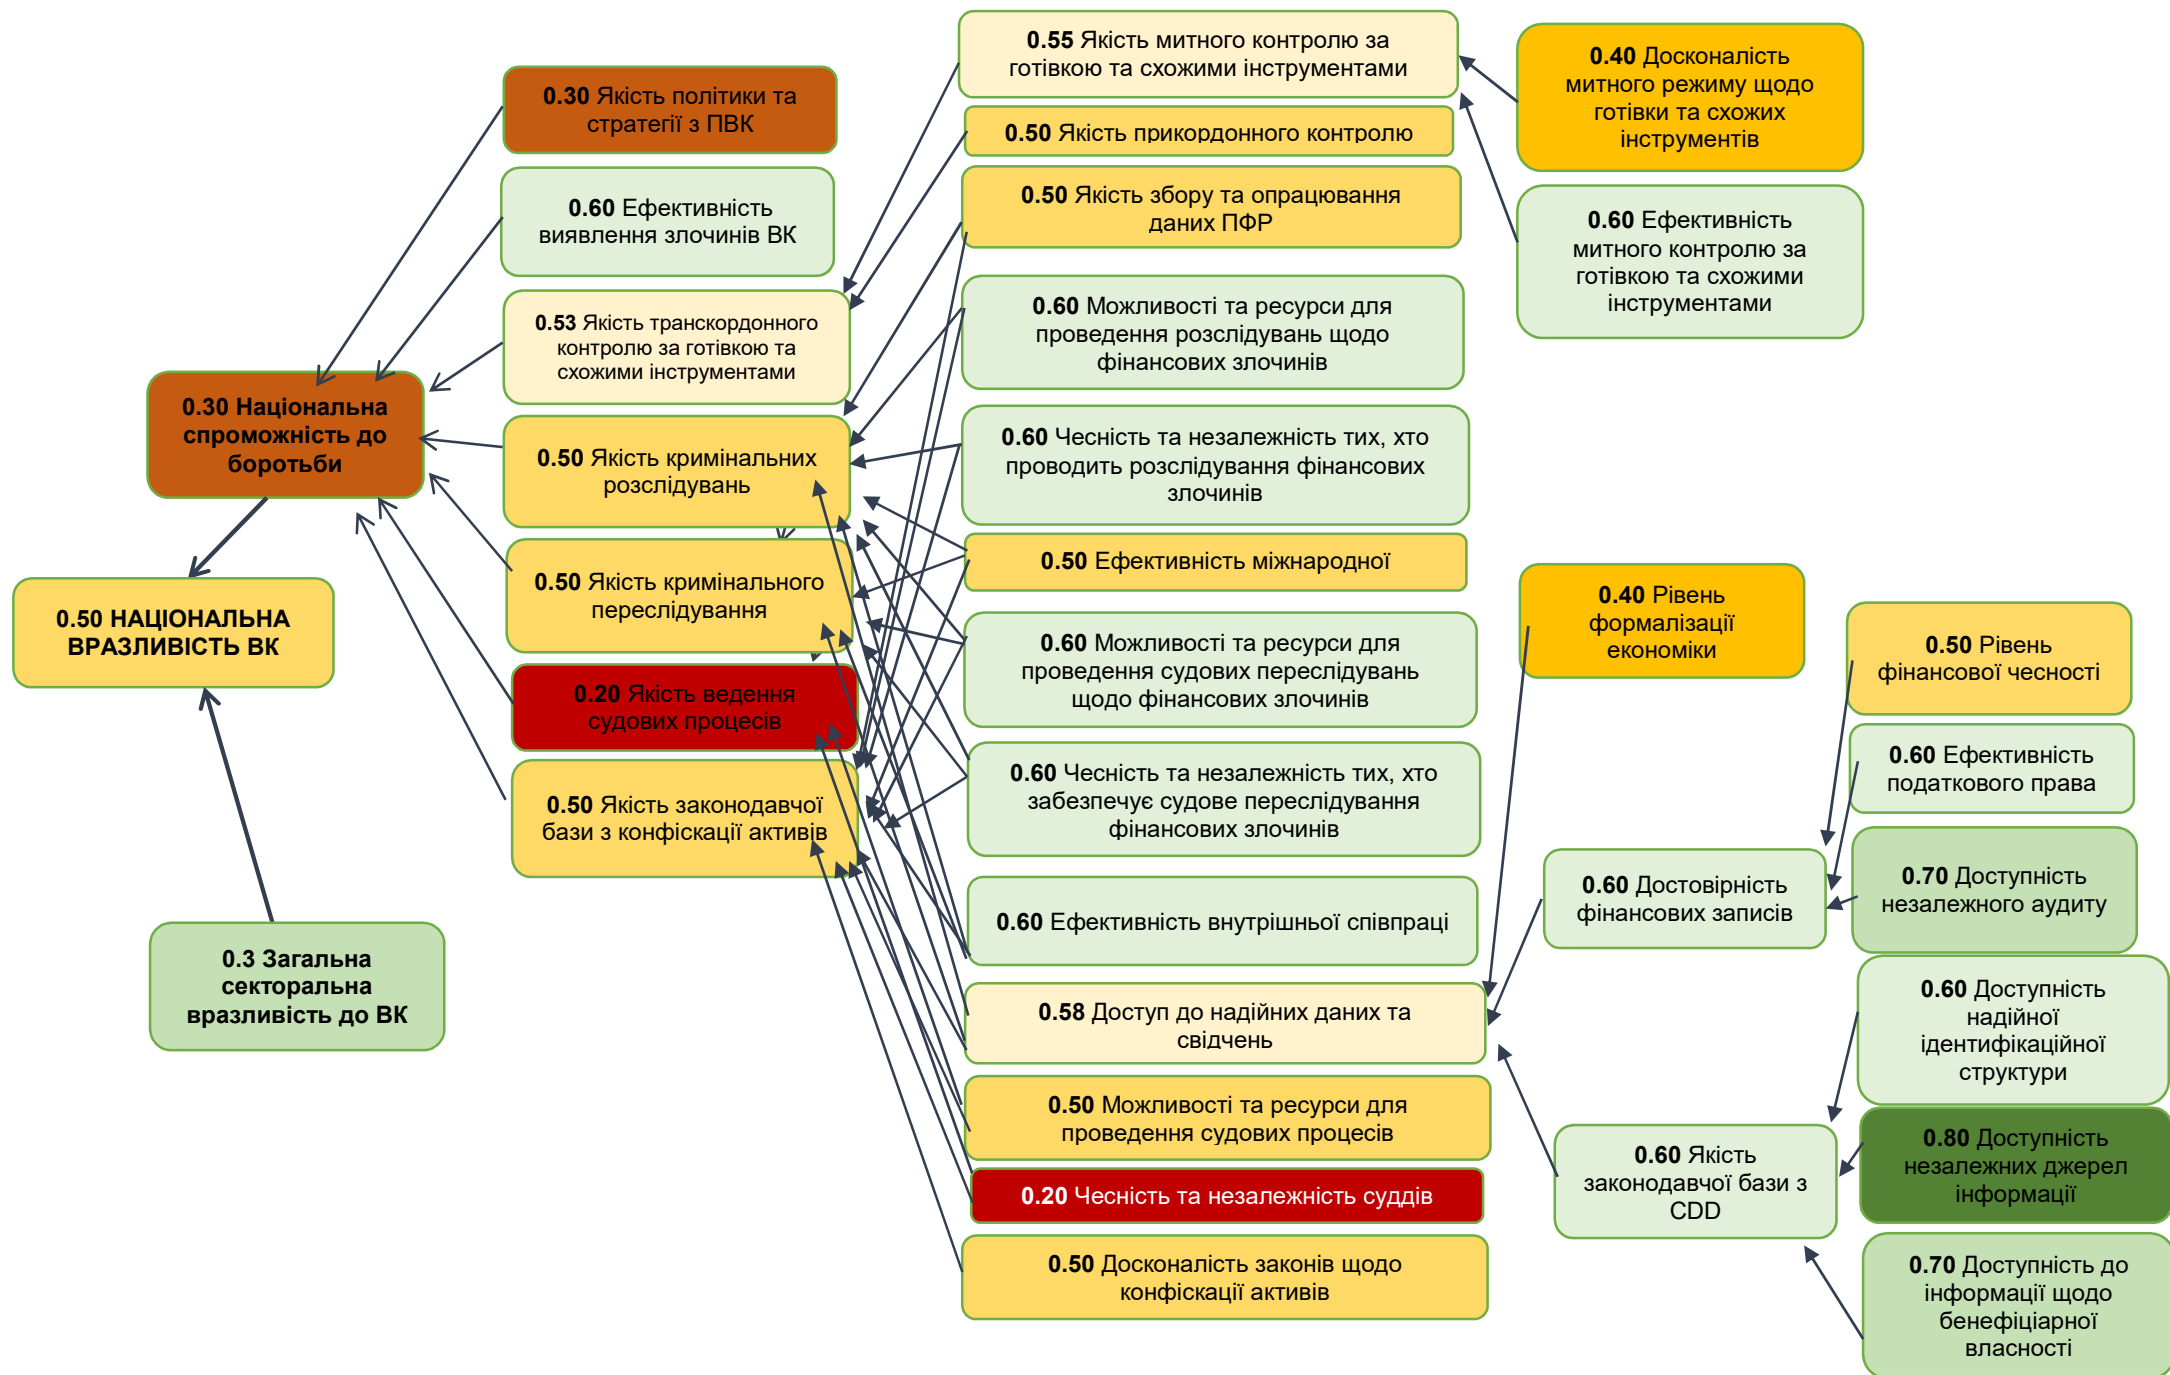 0.30 Національна
спроможність до
боротьби
0.50 НАЦІОНАЛЬНА
ВРАЗЛИВІСТЬ ВК
0.3 Загальна
секторальна
вразливість до ВК
0.30 Якість політики та
стратегії з ПВК
0.60 Ефективність
виявлення злочинів ВК
0.53 Якість транскордонного
контролю за готівкою та
схожими інструментами
0.50 Якість кримінальних
розслідувань
0.50 Якість кримінального
переслідування
0.20 Якість ведення
судових процесів
0.50 Якість законодавчої
бази з конфіскації активів
0.55 Якість митного контролю за
готівкою та схожими інструментами
0.50 Якість прикордонного контролю
0.50 Якість збору та опрацювання
даних ПФР
0.60 Можливості та ресурси для
проведення розслідувань щодо
фінансових злочинів
0.60 Чесність та незалежність тих, хто
проводить розслідування фінансових
злочинів
0.50 Ефективність міжнародної
0.60 Можливості та ресурси для
проведення судових переслідувань
щодо фінансових злочинів
0.60 Чесність та незалежність тих, хто
забезпечує судове переслідування
фінансових злочинів
0.60 Ефективність внутрішньої співпраці
0.58 Доступ до надійних даних та
свідчень
0.50 Можливості та ресурси для
проведення судових процесів
0.20 Чесність та незалежність суддів
0.50 Досконалість законів щодо
конфіскації активів
0.40 Досконалість
митного режиму щодо
готівки та схожих
інструментів
0.60 Ефективність
митного контролю за
готівкою та схожими
інструментами
0.40 Рівень
формалізації
економіки
0.60 Достовірність
фінансових записів
0.60 Якість
законодавчої бази з
CDD
0.50 Рівень
фінансової чесності
0.60 Ефективність
податкового права
0.70 Доступність
незалежного аудиту
0.60 Доступність
надійної
ідентифікаційної
структури
0.80 Доступність
незалежних джерел
інформації
0.70 Доступність до
інформації щодо
бенефіціарної
власності